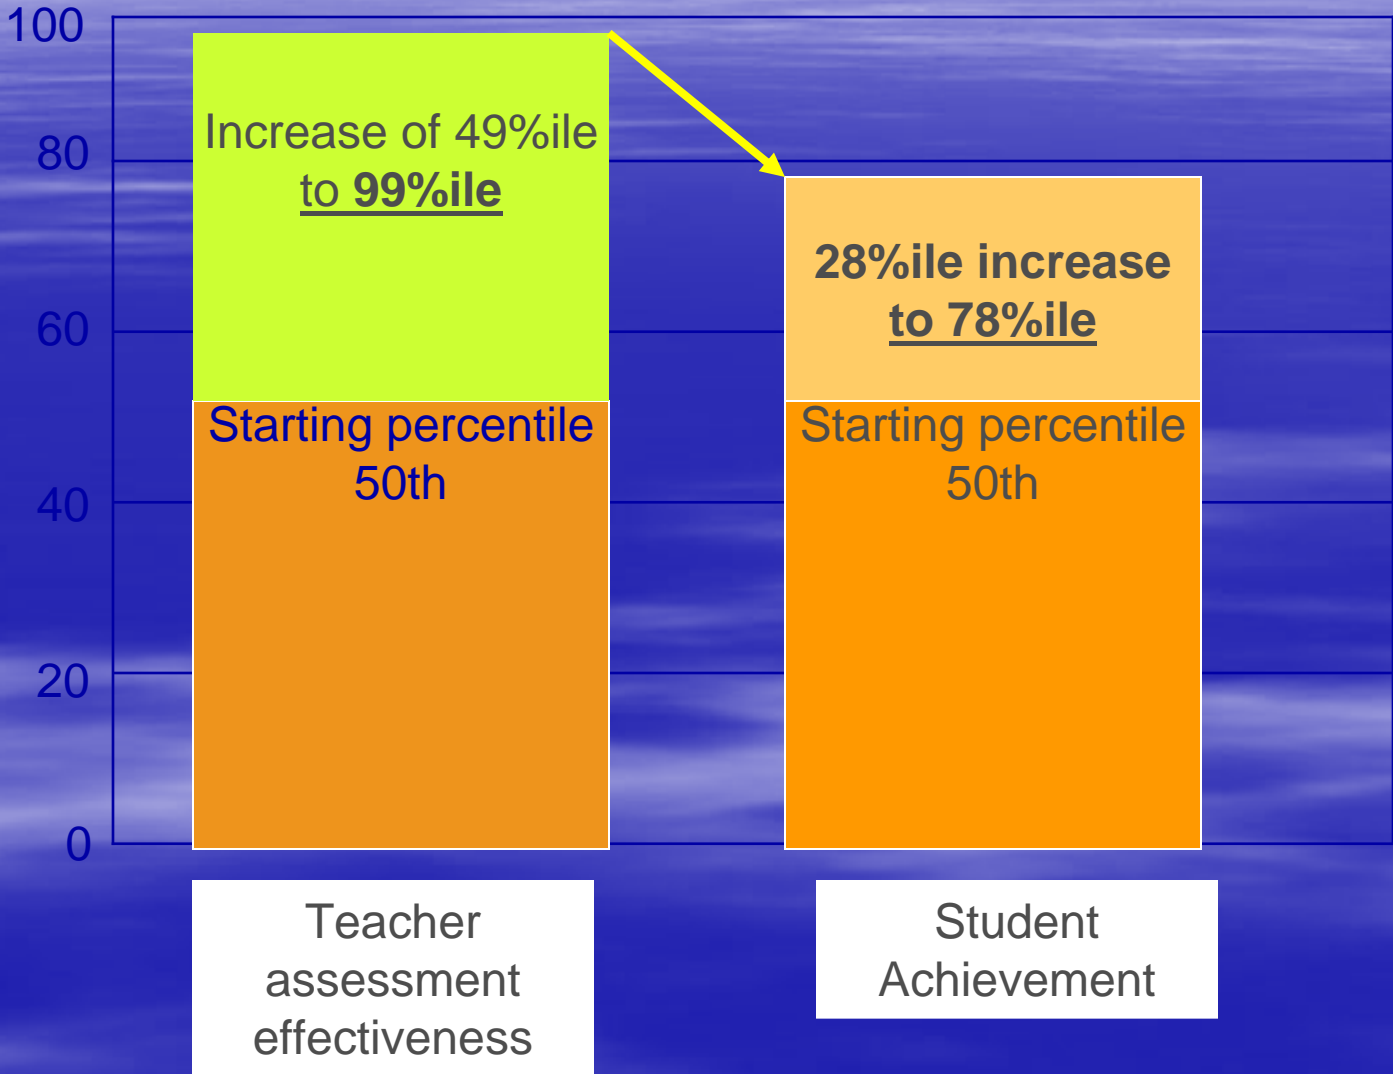 100
80
60
40
20
0
Increase of 49%ile
to 99%ile
Starting percentile
50th
28%ile increase
to 78%ile
Starting percentile
50th
Teacher
assessment
effectiveness
Student
Achievement